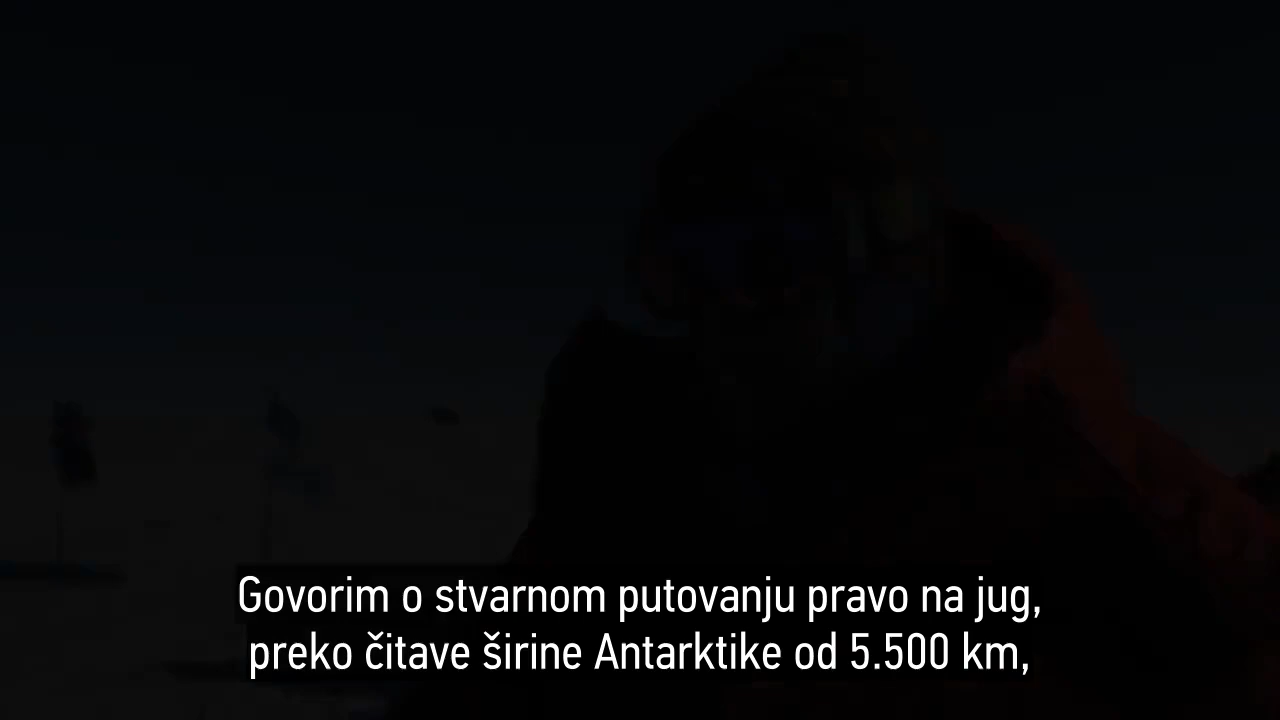 Govorim o stvarnom putovanju pravo na jug,
preko čitave širine Antarktike od 5.500 km,